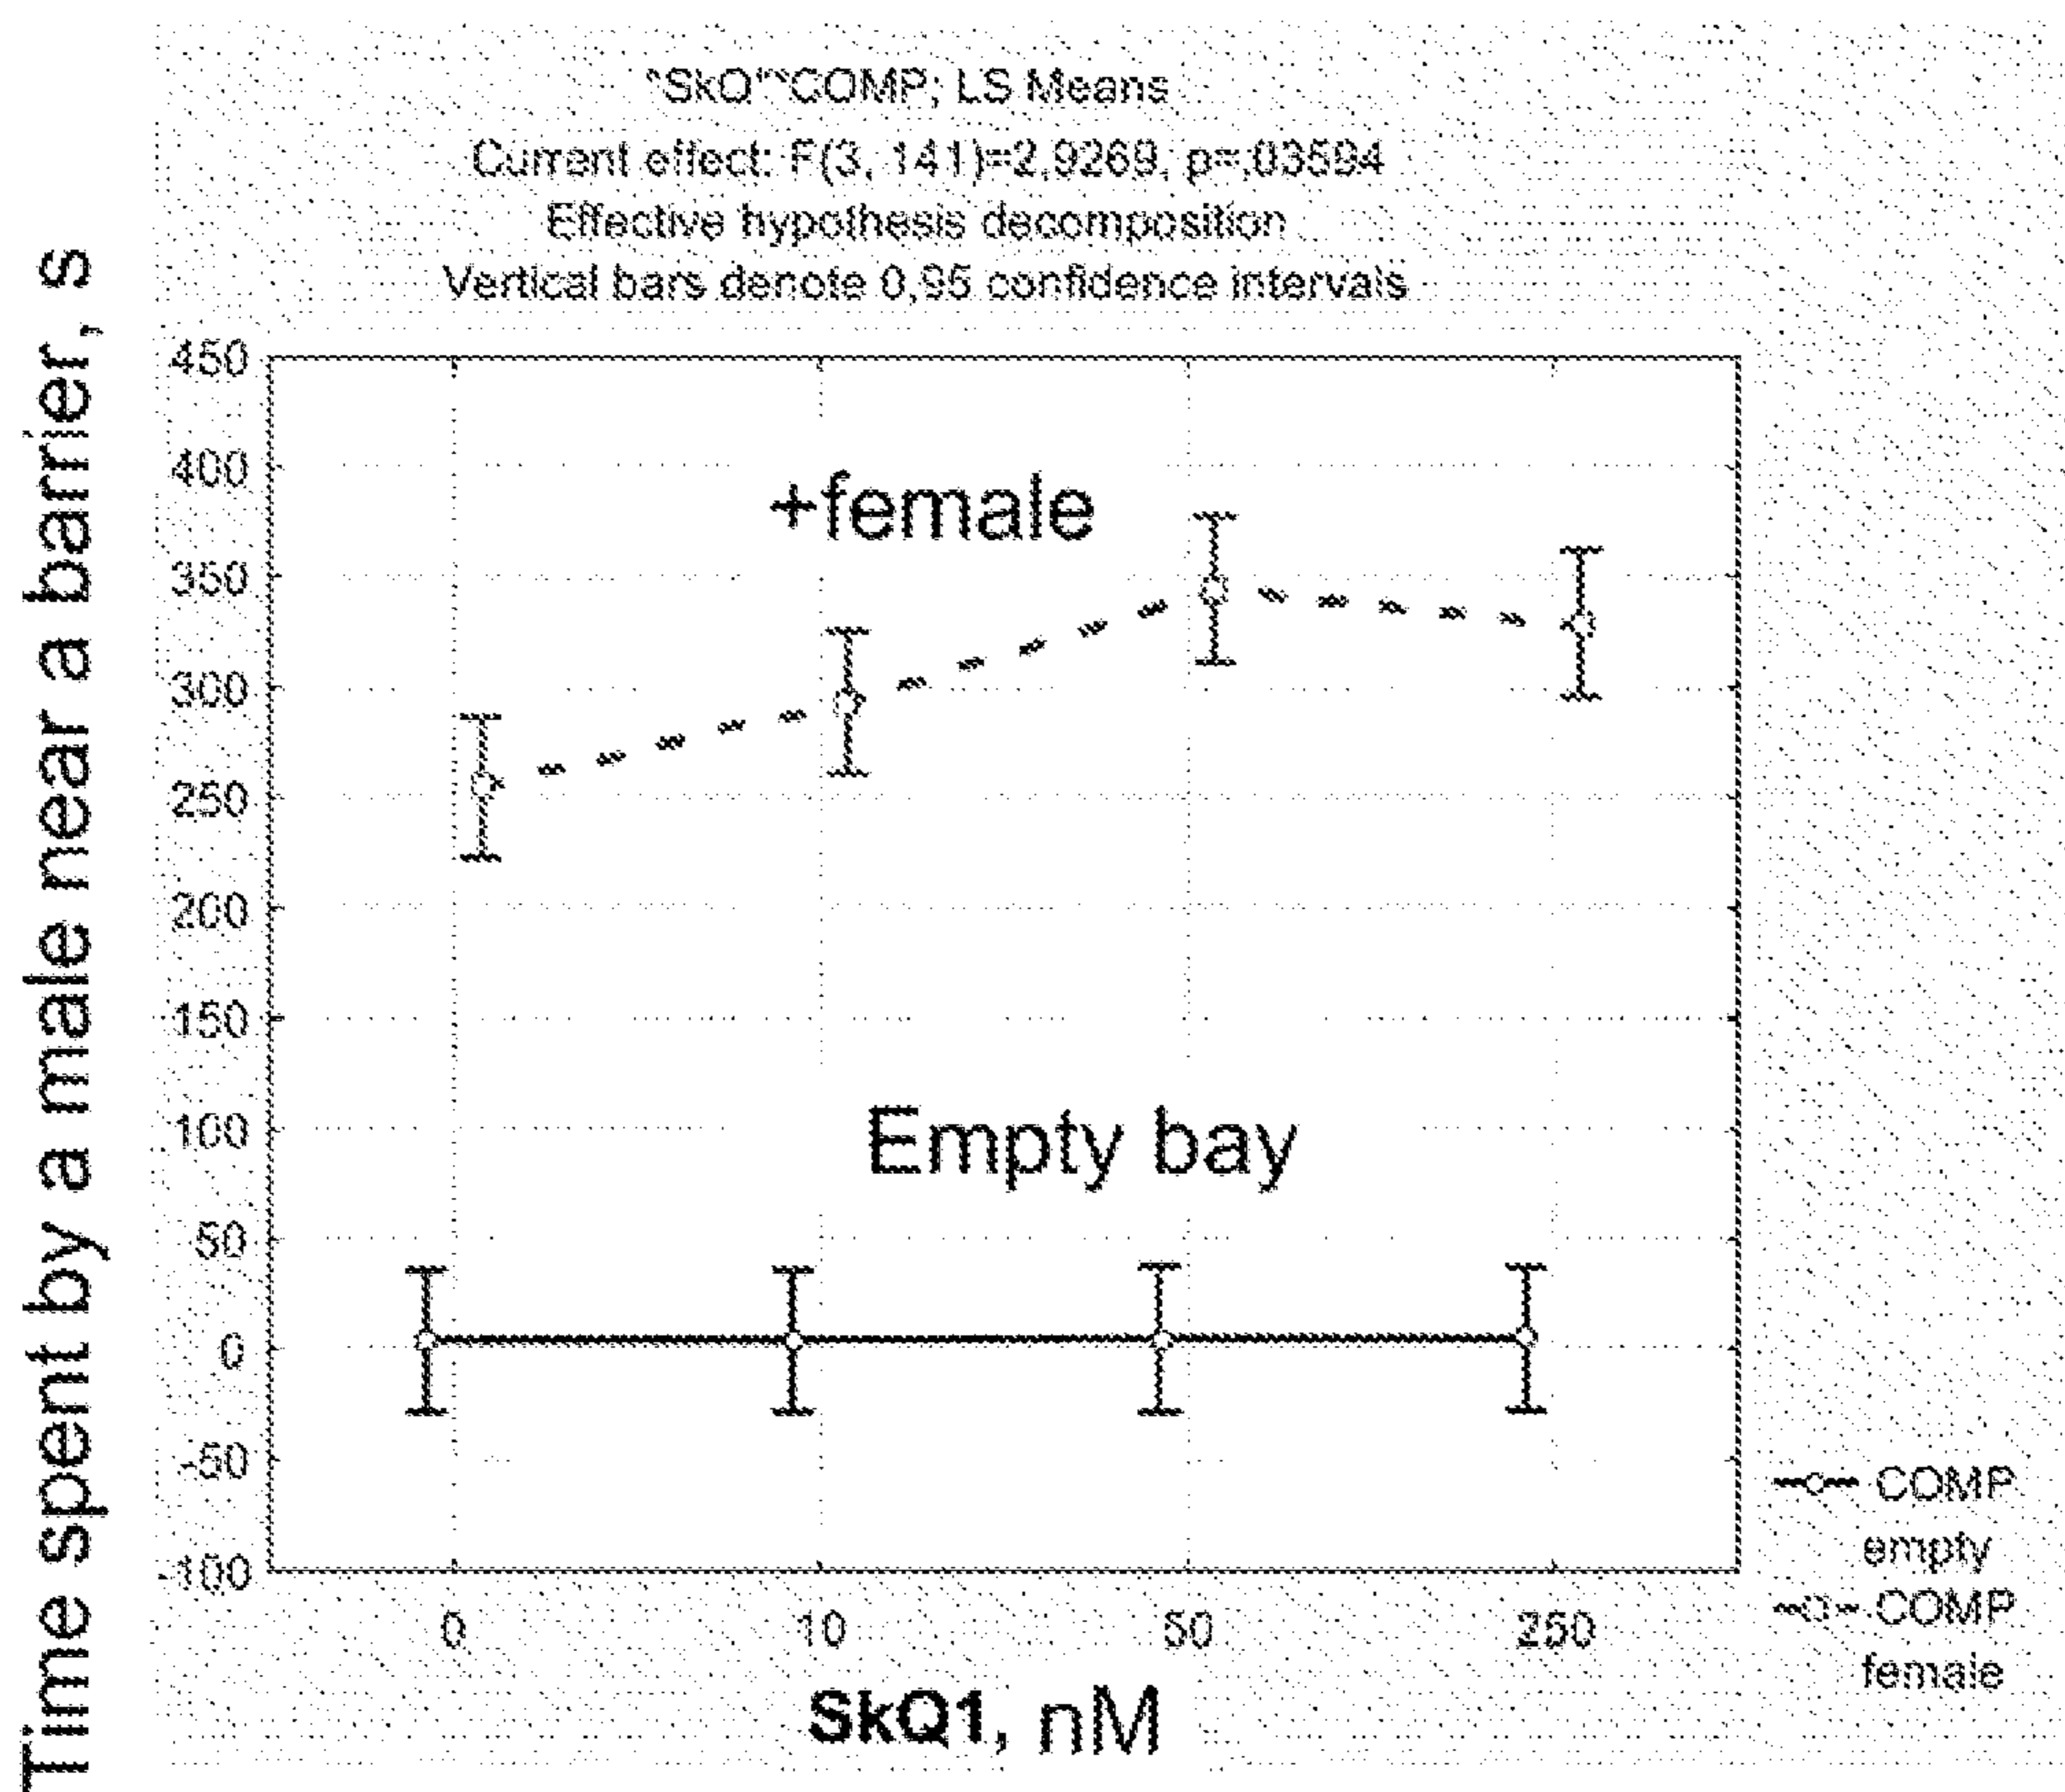 "SkQ"*COMP; LS Means
Current effect: F(3, 141)=2,9269, p=,03594
Effective hypothesis decomposition
Vertical bars denote 0,95 confidence intervals
Time spent by a male near a barrier, s
450
400
350
300
250
200
150
100
50
0
-50
-100
+female
Empty bay
0 10 50 250
SkQ1, nM
COMP
empty
COMP
female